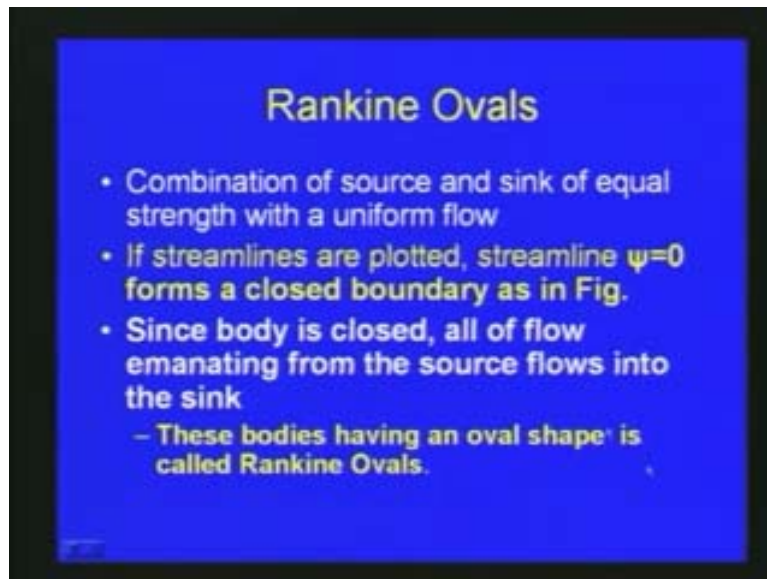 Rankine Ovals
• Combination of source and sink of equal
strength with a uniform flow
• If streamlines are plotted, streamline ψ=0
forms a closed boundary as in Fig.
• Since body is closed, all of flow
emanating from the source flows into
the sink
– These bodies having an oval shape is
called Rankine Ovals.